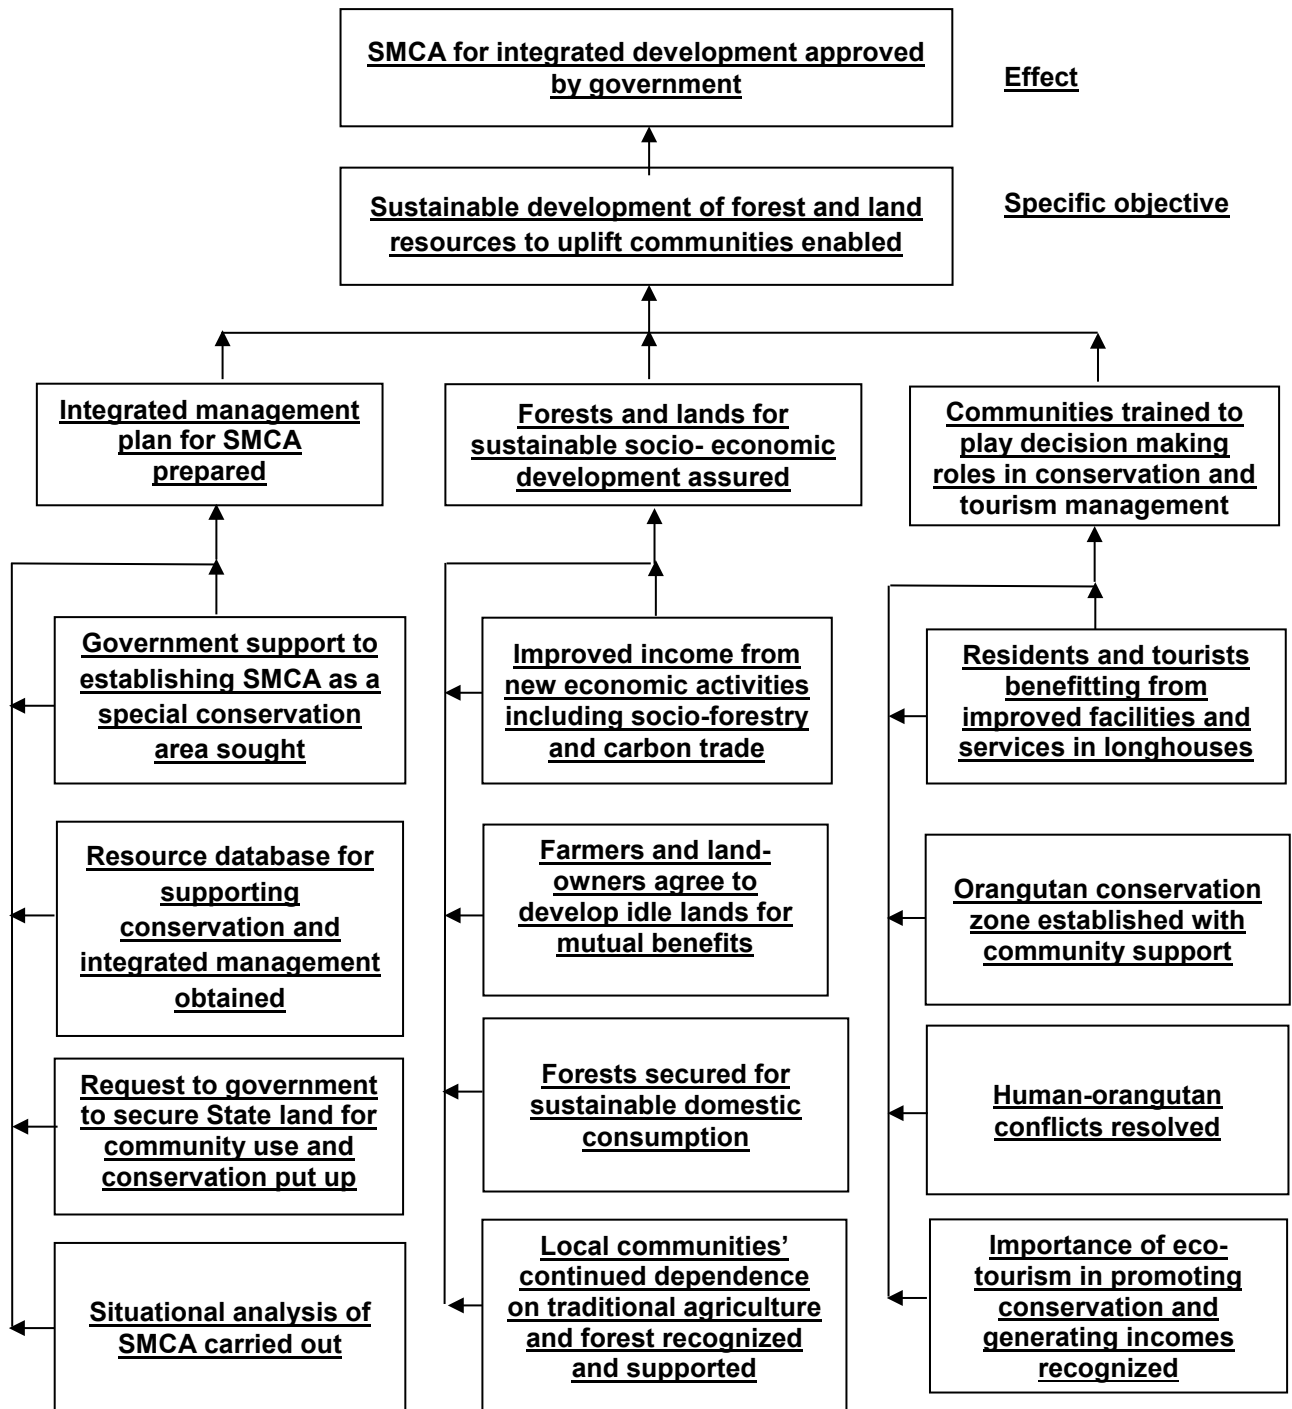 SMCA for integrated development approved
by government
Effect
Sustainable development of forest and land
resources to uplift communities enabled
Specific objective
Integrated management
plan for SMCA
prepared
Forests and lands for
sustainable socio- economic
development assured
Communities trained to
play decision making
roles in conservation and
tourism management
Government support to
establishing SMCA as a
special conservation
area sought
Improved income from
new economic activities
including socio-forestry
and carbon trade
Residents and tourists
benefitting from
improved facilities and
services in longhouses
Resource database for
supporting
conservation and
integrated management
obtained
Farmers and land-
owners agree to
develop idle lands for
mutual benefits
Orangutan conservation
zone established with
community support
Request to government
to secure State land for
community use and
conservation put up
Forests secured for
sustainable domestic
consumption
Human-orangutan
conflicts resolved
Situational analysis of
SMCA carried out
Local communities’
continued dependence
on traditional agriculture
and forest recognized
and supported
Importance of eco-
tourism in promoting
conservation and
generating incomes
recognized